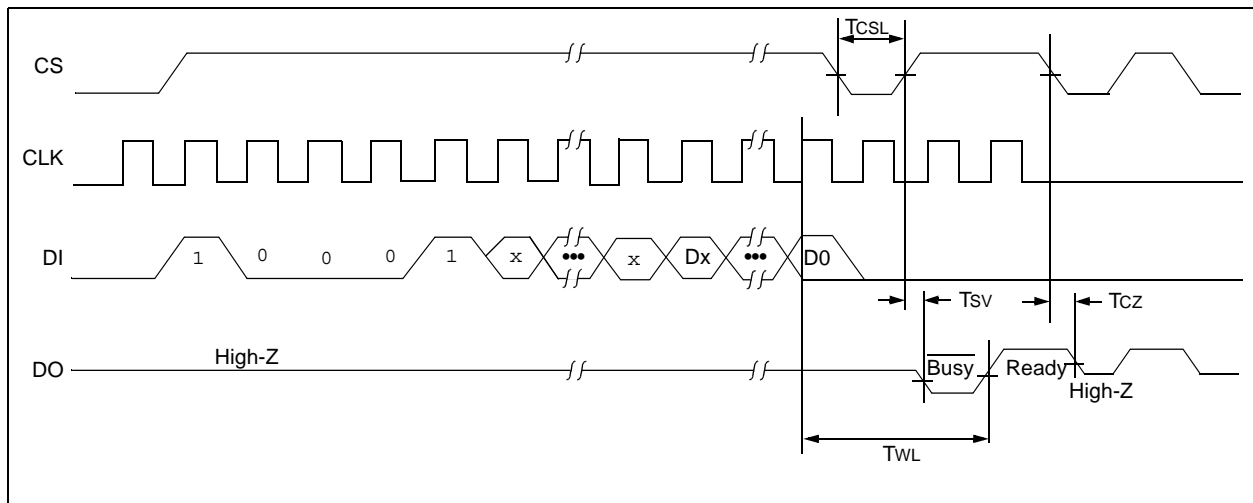 TCSL
CS
CLK
DI 1 0 0 0 1 x ••• x Dx ••• D0
TSV TCZ
High-Z
DO Busy Ready
High-Z
TWL